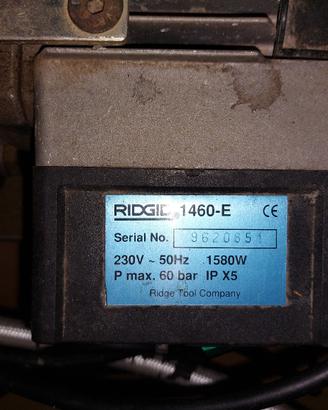 RIDGID 1460-E CE
Serial No. 9620651
230V ~ 50Hz 1580W
P max. 60 bar IP X5
Ridge Tool Company